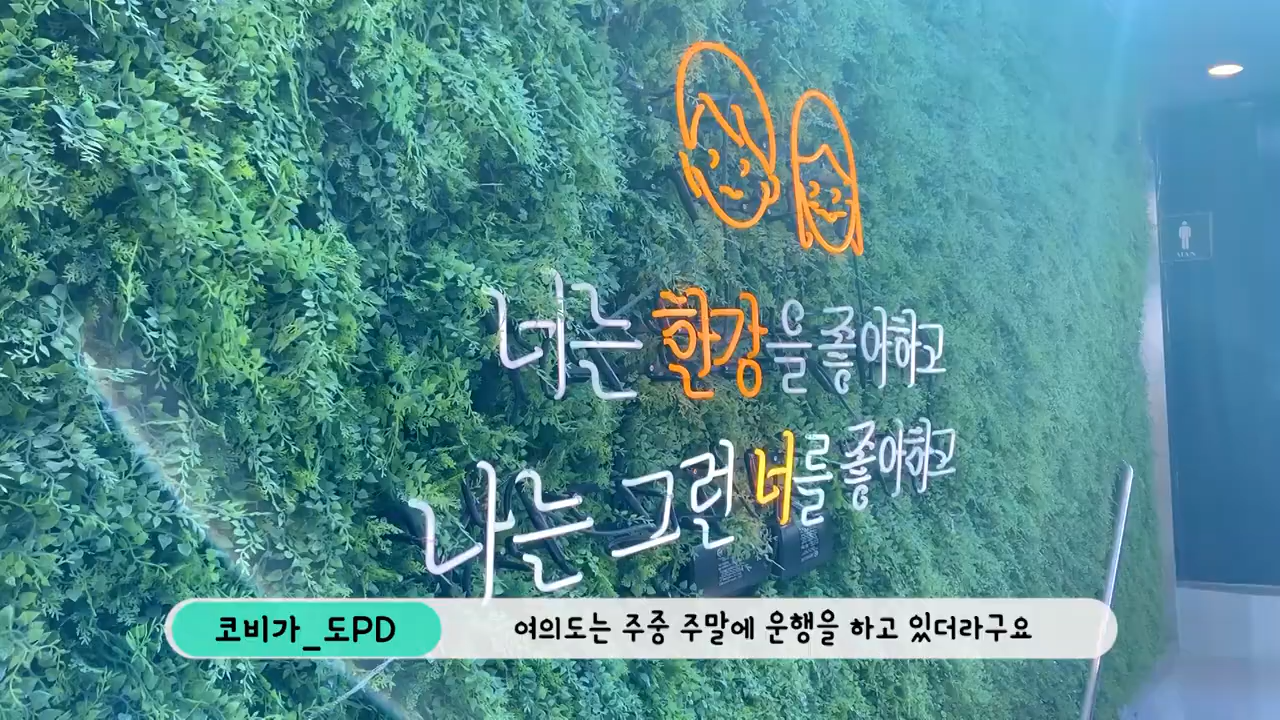 너는 한강을 좋아하고
나는 그런 너를 좋아하고
MAN
코비가_도PD
여의도는 주중 주말에 운행을 하고 있더라구요